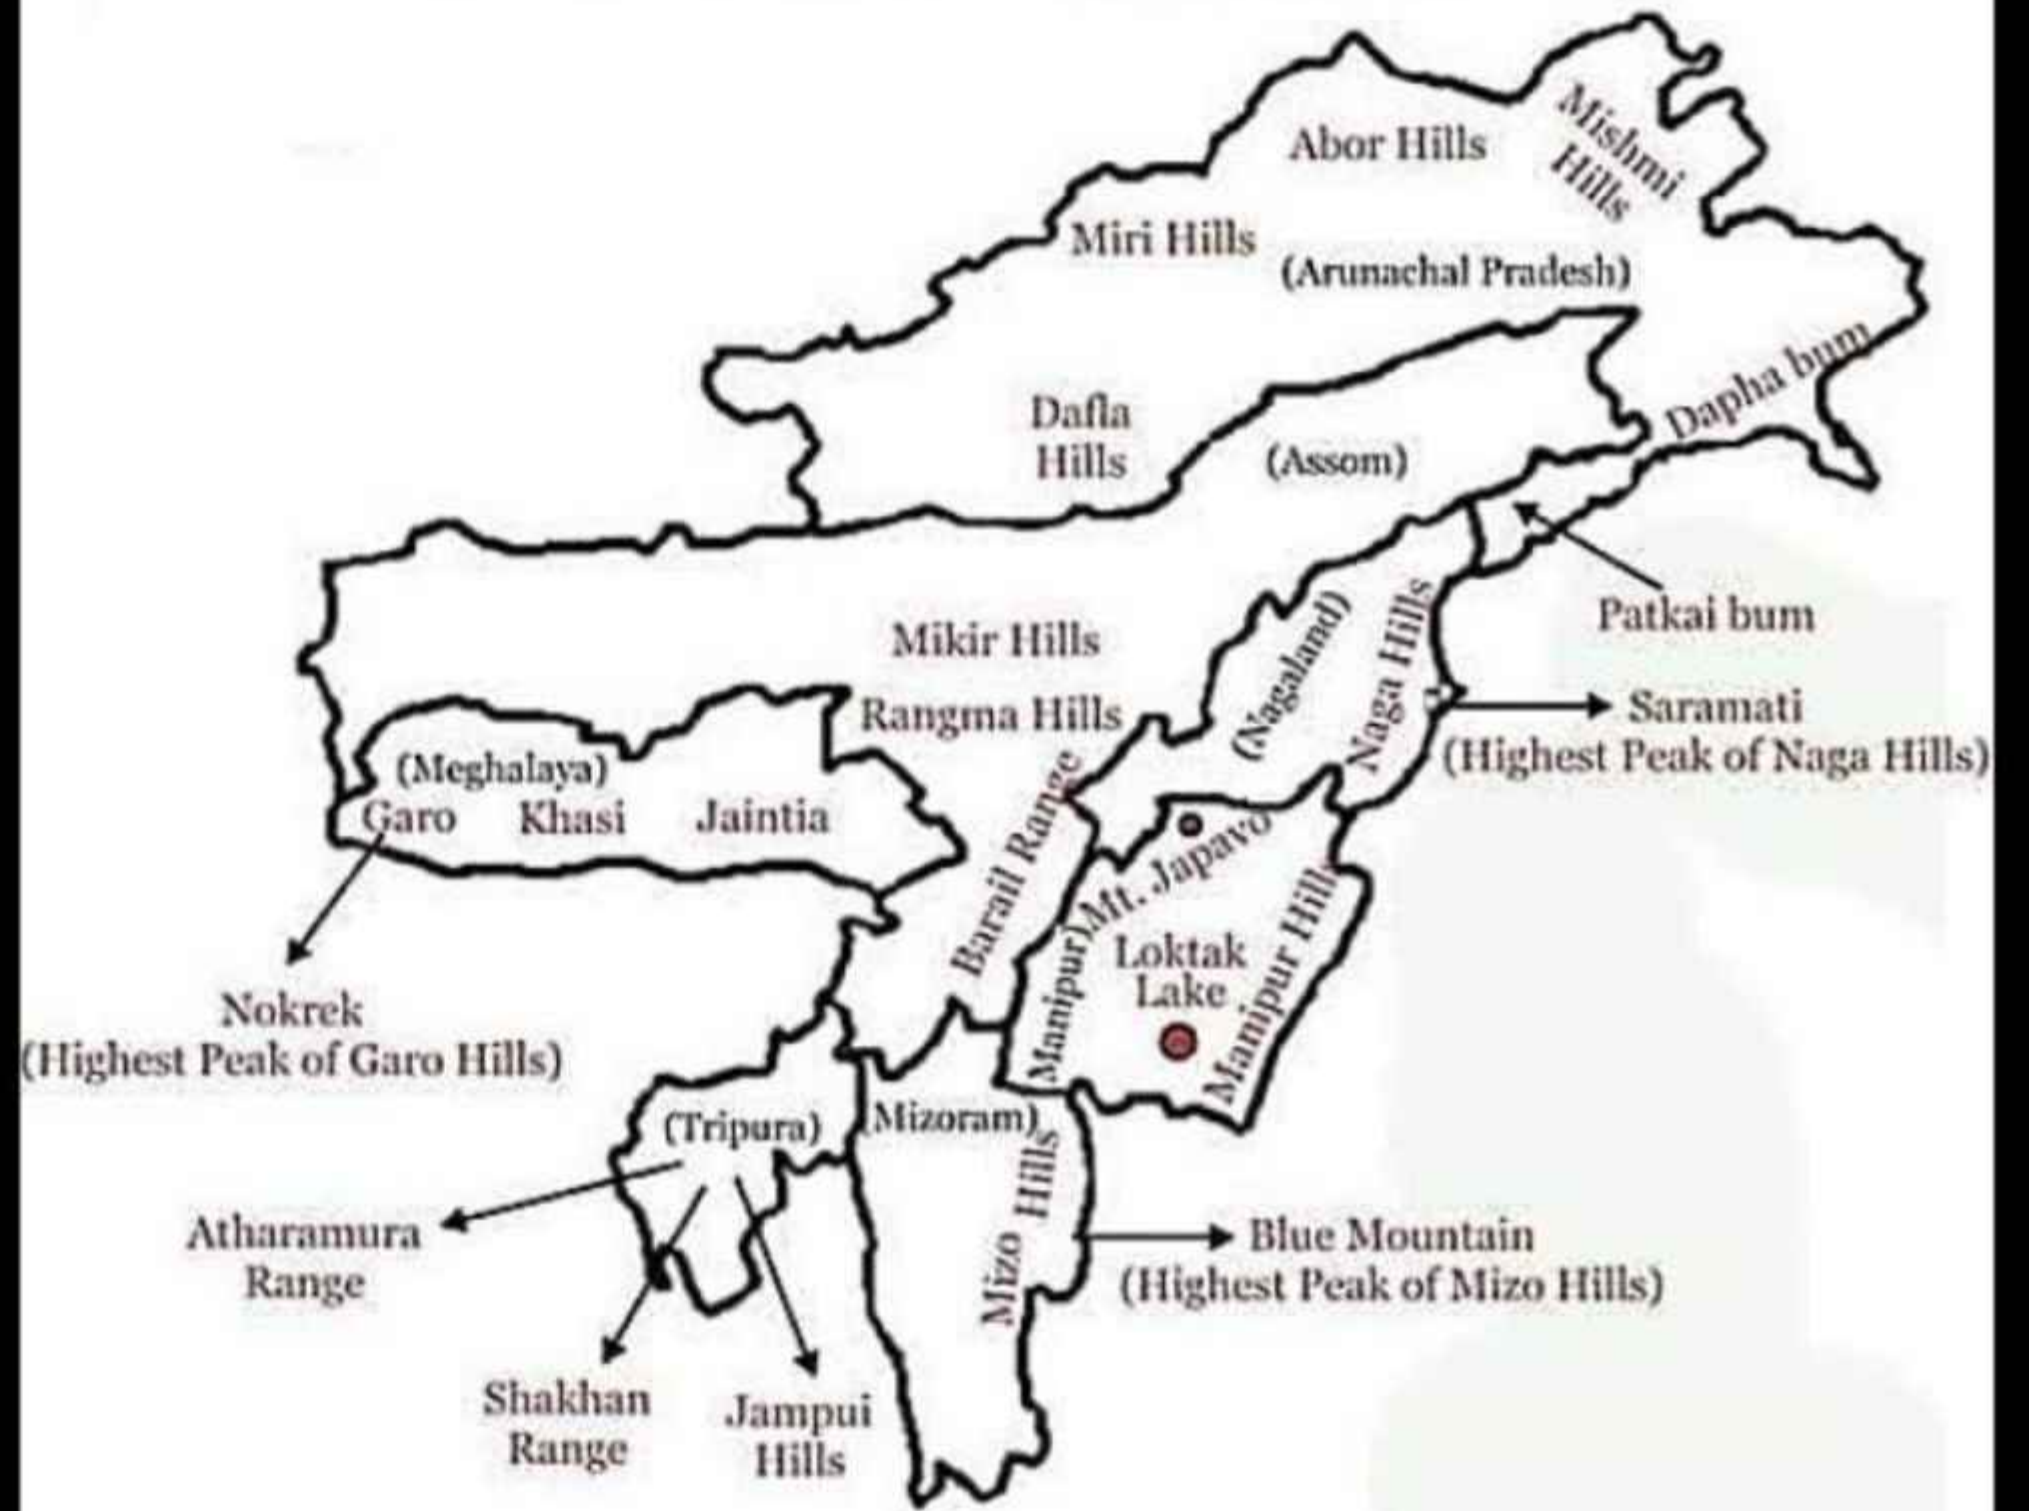 Abor Hills
Mishmi
Hills
Miri Hills
(Arunachal Pradesh)
Dapha bum
Dafla
Hills
(Assom)
Patkai bum
Mikir Hills
(Nagaland)
Naga Hills
Rangma Hills
Saramati
(Highest Peak of Naga Hills)
(Meghalaya)
Garo Khasi Jaintia
Barail Range
Mt. Japavo
(Manipur)
Loktak
Lake
Manipur Hills
Nokrek
(Highest Peak of Garo Hills)
(Tripura)
(Mizoram)
Mizo Hills
Atharamura
Range
Blue Mountain
(Highest Peak of Mizo Hills)
Shakhan
Range
Jampui
Hills